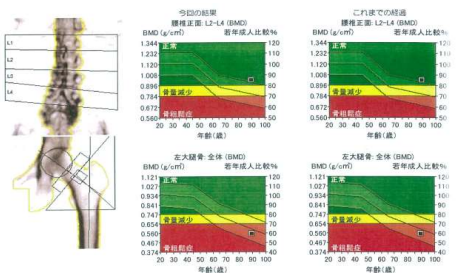 今回の結果
腰椎正面: L2-L4 (BMD)
BMD (g/cm²) 若年成人比較%
1.344 120
1.232 正常 110
1.120 100
1.008 90
0.896 80
0.784 骨量減少 70
0.672 60
0.560 骨粗鬆症 50
20 30 40 50 60 70 80 90 100
年齢(歳)
これまでの経過
腰椎正面: L2-L4 (BMD)
BMD (g/cm²) 若年成人比較%
1.344 120
1.232 正常 110
1.120 100
1.008 90
0.896 80
0.784 骨量減少 70
0.672 60
0.560 骨粗鬆症 50
20 30 40 50 60 70 80 90 100
年齢(歳)
L1
L2
L3
L4
左大腿骨: 全体 (BMD)
BMD (g/cm²) 若年成人比較%
1.121 120
1.027 正常 110
0.934 100
0.841 90
0.747 80
0.654 骨量減少 70
0.560 60
0.467 50
0.374 骨粗鬆症 40
20 30 40 50 60 70 80 90 100
年齢(歳)
左大腿骨: 全体 (BMD)
BMD (g/cm²) 若年成人比較%
1.121 120
1.027 正常 110
0.934 100
0.841 90
0.747 80
0.654 骨量減少 70
0.560 60
0.467 50
0.374 骨粗鬆症 40
20 30 40 50 60 70 80 90 100
年齢(歳)